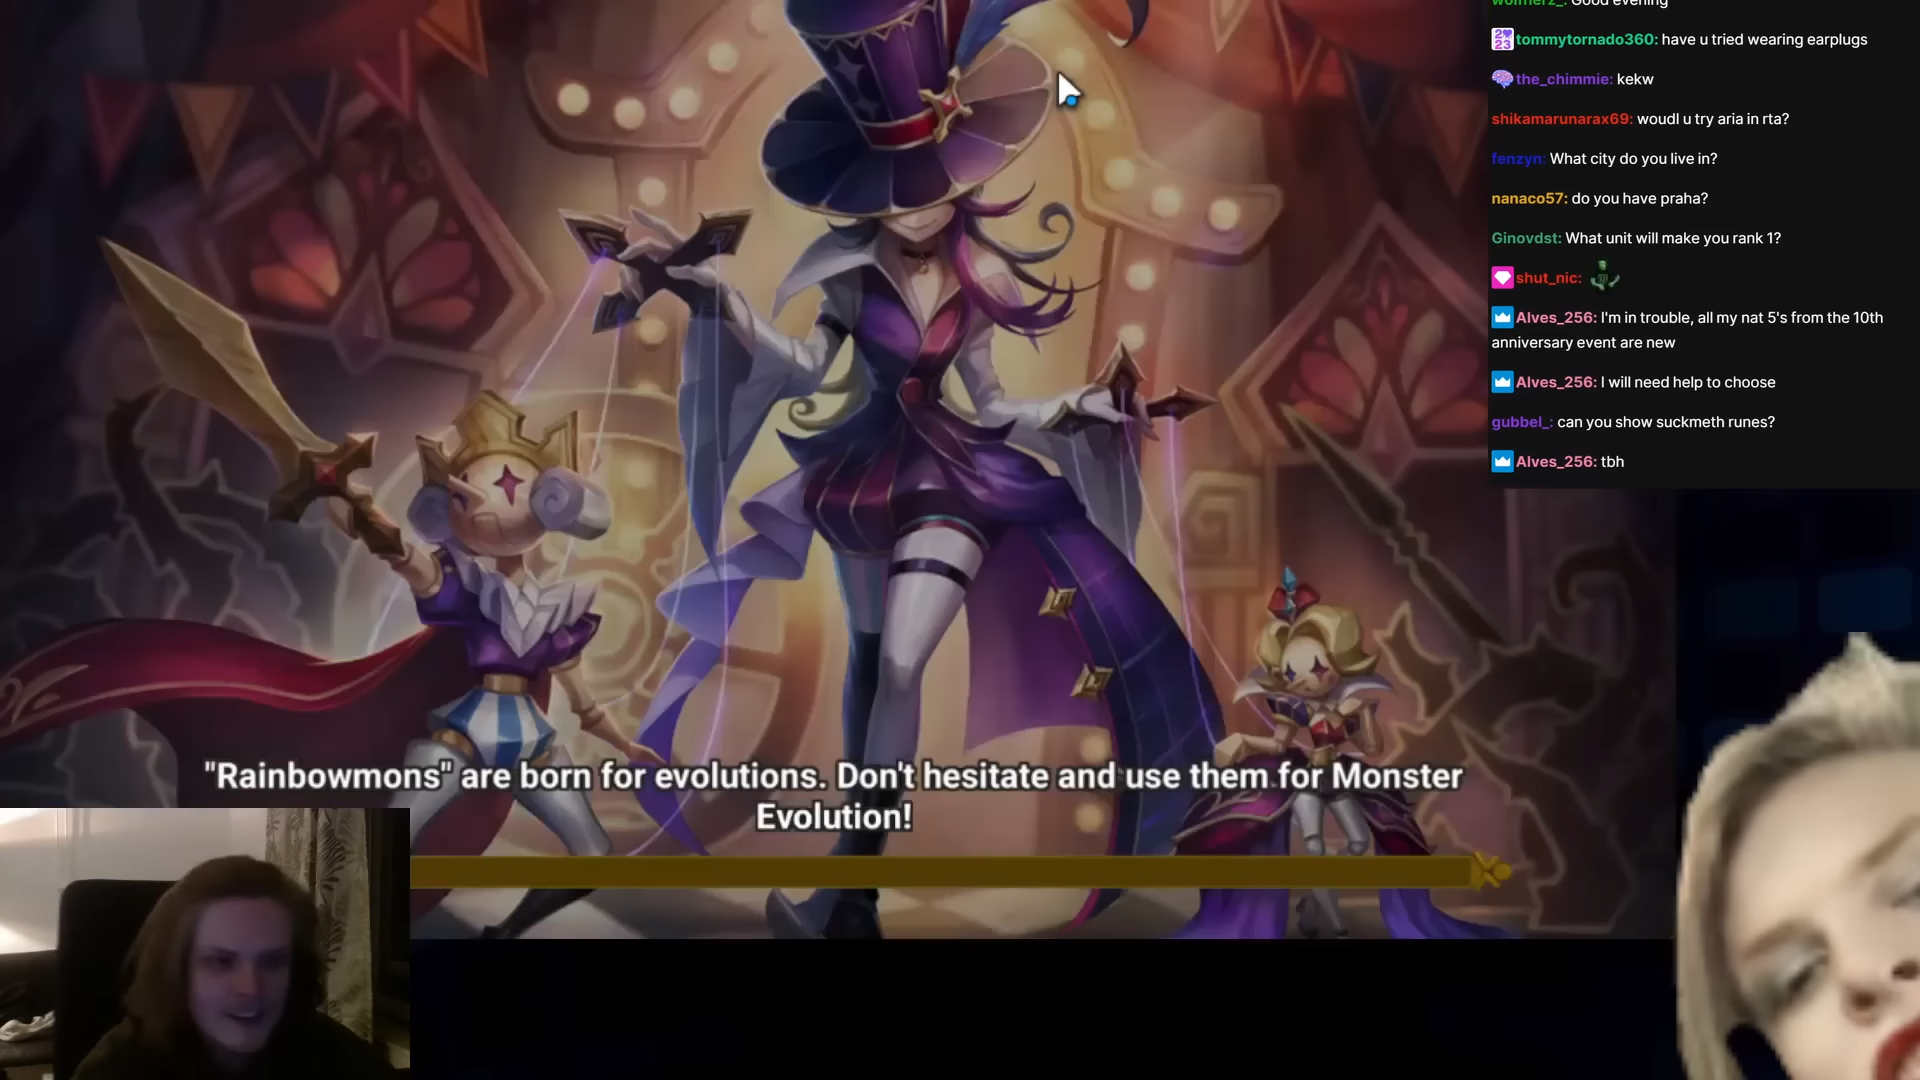 wolfierz_: Good evening
tommytornado360: have u tried wearing earplugs
the_chimmie: kekw
shikamarunarax69: woudl u try aria in rta?
fenzyn: What city do you live in?
nanaco57: do you have praha?
Ginovdst: What unit will make you rank 1?
shut_nic:
Alves_256: I'm in trouble, all my nat 5's from the 10th
anniversary event are new
Alves_256: I will need help to choose
gubbel_: can you show suckmeth runes?
Alves_256: tbh
"Rainbowmons" are born for evolutions. Don't hesitate and use them for Monster
Evolution!